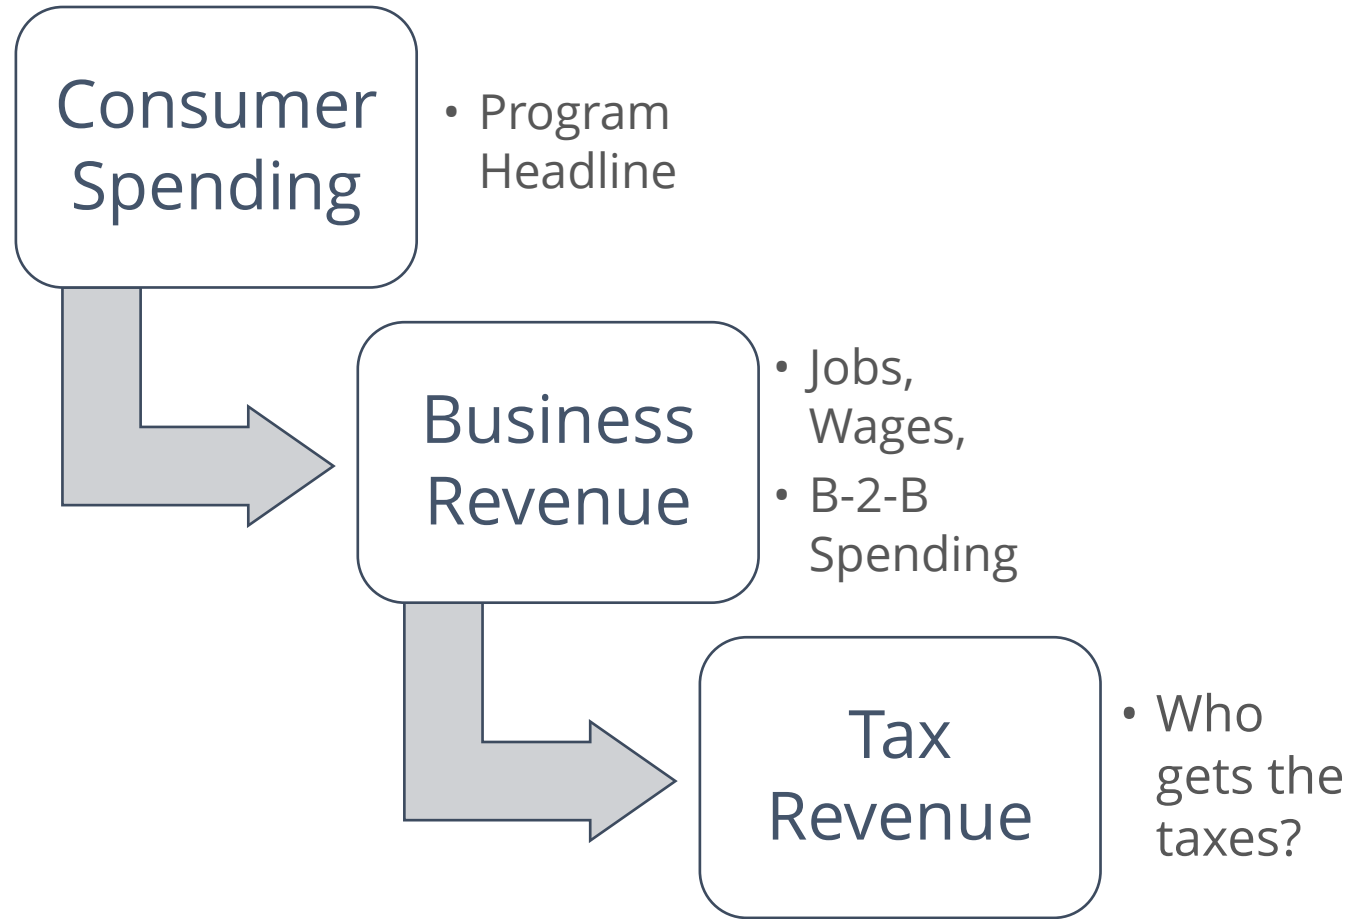 Consumer
Spending
• Program
Headline
Business
Revenue
• Jobs,
Wages,
• B-2-B
Spending
Tax
Revenue
• Who
gets the
taxes?